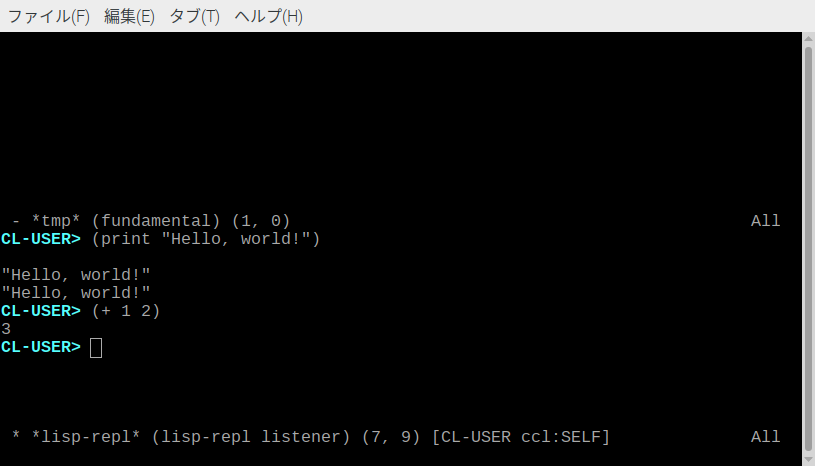 ファイル(F) 編集(E) タブ(T) ヘルプ(H)
- *tmp* (fundamental) (1, 0) All
CL-USER> (print "Hello, world!")
"Hello, world!"
"Hello, world!"
CL-USER> (+ 1 2)
3
CL-USER>
* *lisp-repl* (lisp-repl listener) (7, 9) [CL-USER ccl:SELF] All